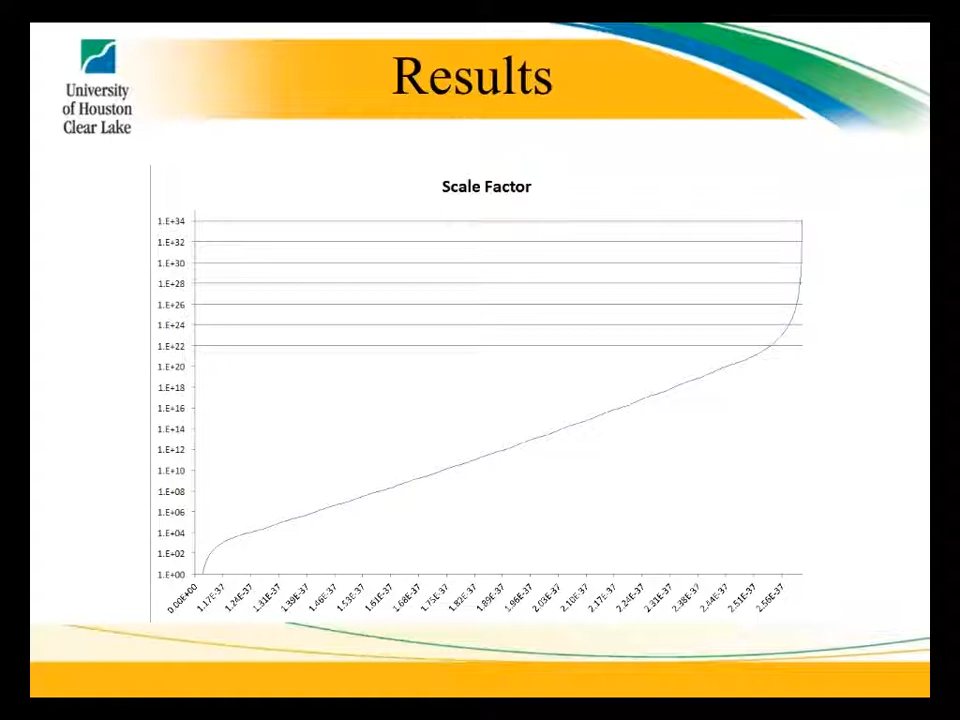 University
of Houston
Clear Lake
Results
Scale Factor
1.E+34
1.E+32
1.E+30
1.E+28
1.E+26
1.E+24
1.E+22
1.E+20
1.E+18
1.E+16
1.E+14
1.E+12
1.E+10
1.E+08
1.E+06
1.E+04
1.E+02
1.E+00
0.00E+00
1.17E-37
1.24E-37
1.31E-37
1.39E-37
1.46E-37
1.53E-37
1.61E-37
1.68E-37
1.75E-37
1.82E-37
1.89E-37
1.96E-37
2.03E-37
2.10E-37
2.17E-37
2.24E-37
2.31E-37
2.38E-37
2.44E-37
2.51E-37
2.56E-37